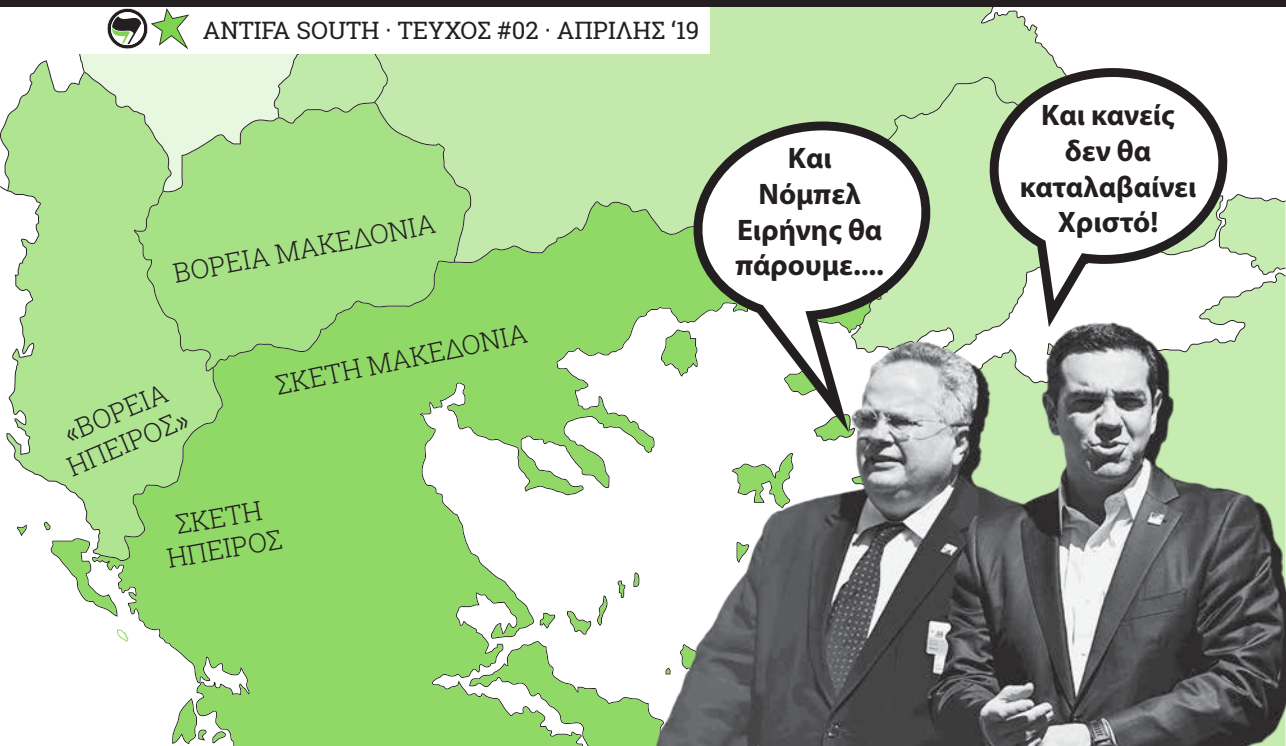 ANTIFA SOUTH · ΤΕΥΧΟΣ #02 · ΑΠΡΙΛΗΣ ‘19
Και κανείς
δεν θα
καταλαβαίνει
Χριστό!
Και
Νόμπελ
Ειρήνης θα
πάρουμε....
ΒΟΡΕΙΑ ΜΑΚΕΔΟΝΙΑ
ΣΚΕΤΗ ΜΑΚΕΔΟΝΙΑ
«ΒΟΡΕΙΑ
ΗΠΕΙΡΟΣ»
ΣΚΕΤΗ
ΗΠΕΙΡΟΣ